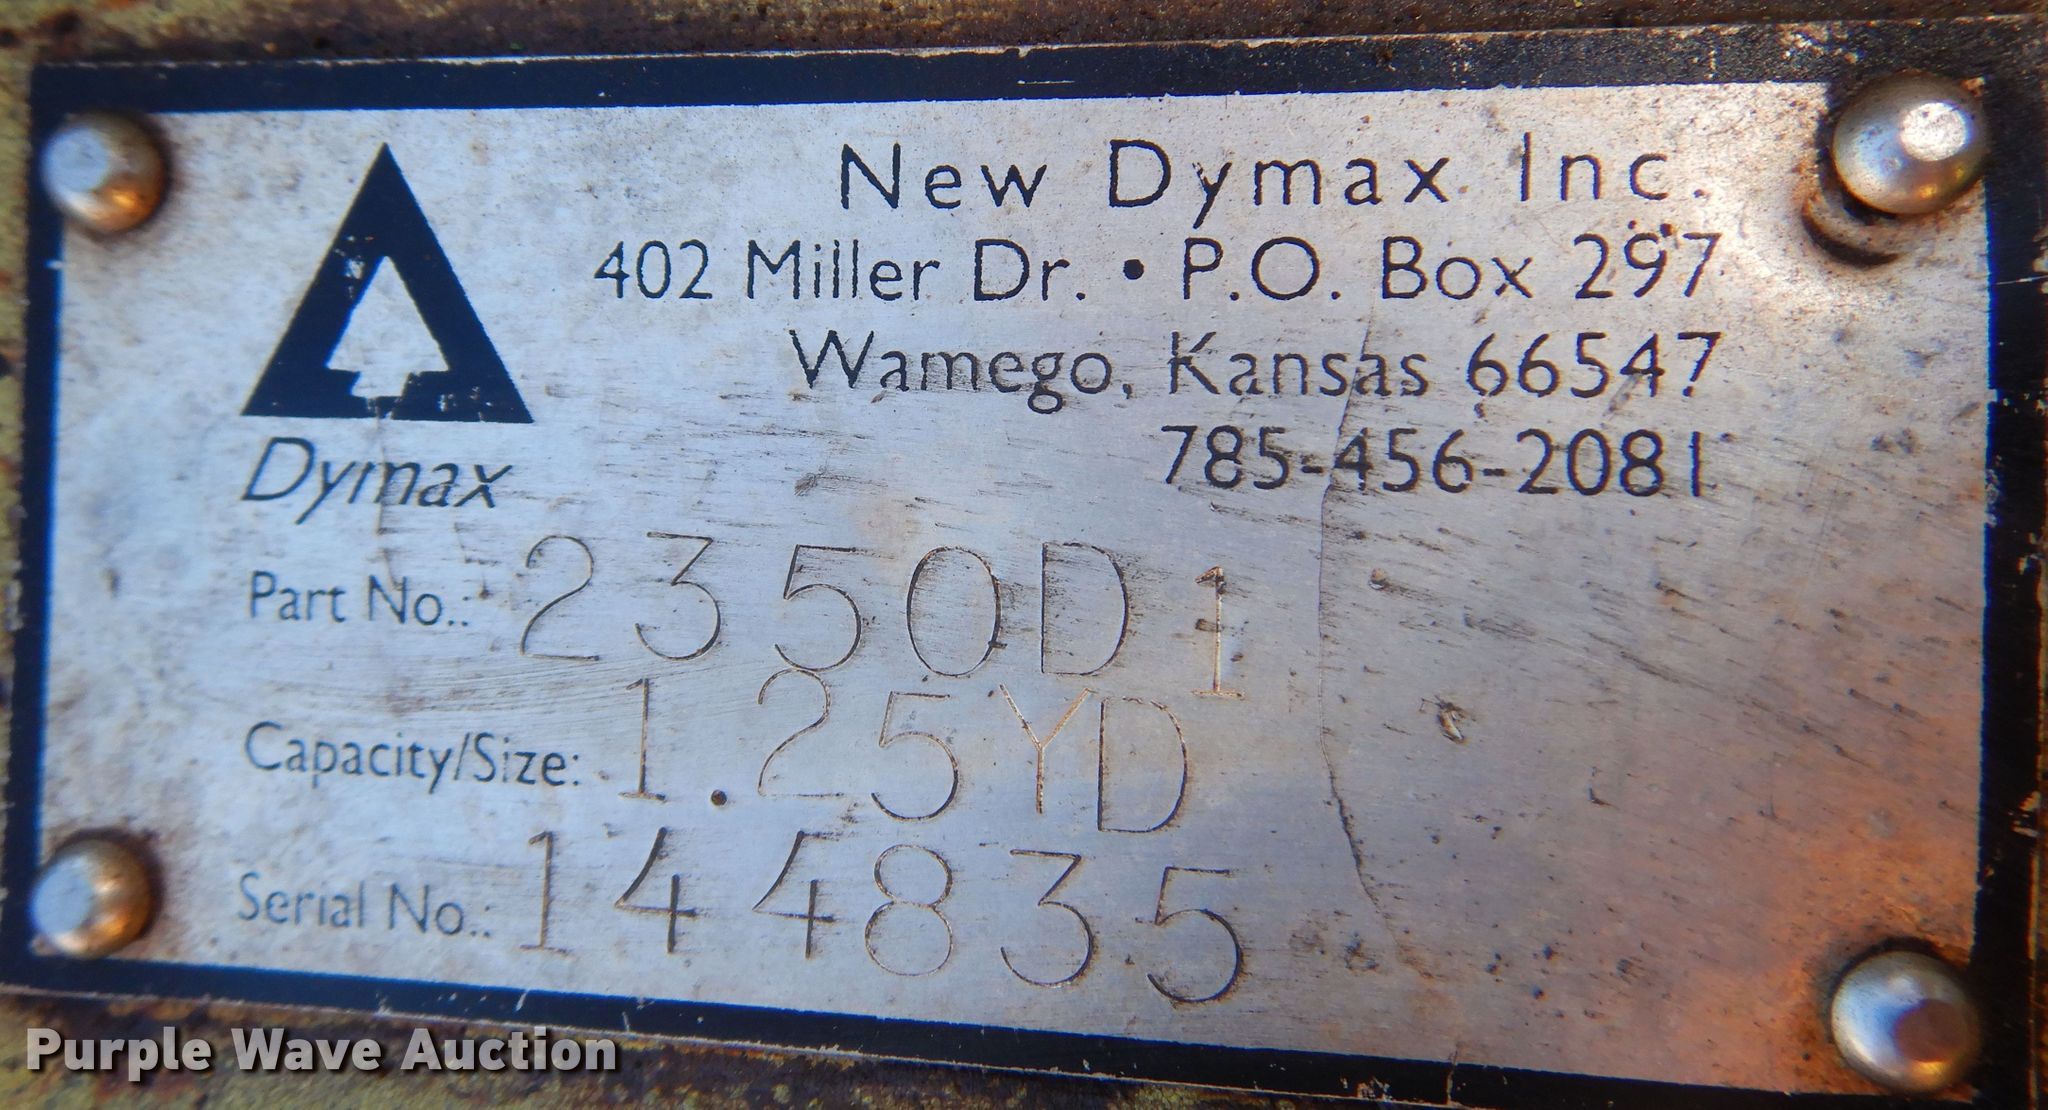 New Dymax Inc.
402 Miller Dr. • P.O. Box 297
Wamego, Kansas 66547
785-456-2081
Dymax
Part No.: 2350D1
Capacity/Size: 1.25YD
Serial No.: 144835
Purple Wave Auction